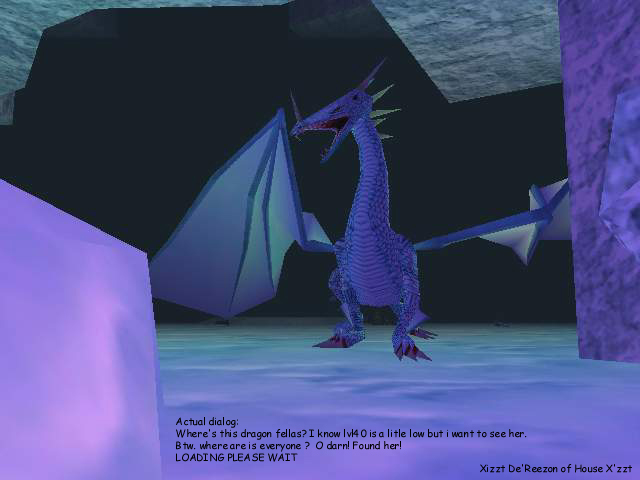 Actual dialog:
Where's this dragon fellas? I know lvl40 is a litle low but i want to see her.
Btw. where are is everyone ? O darn! Found her!
LOADING PLEASE WAIT
Xizzt De'Reezon of House X'zzt